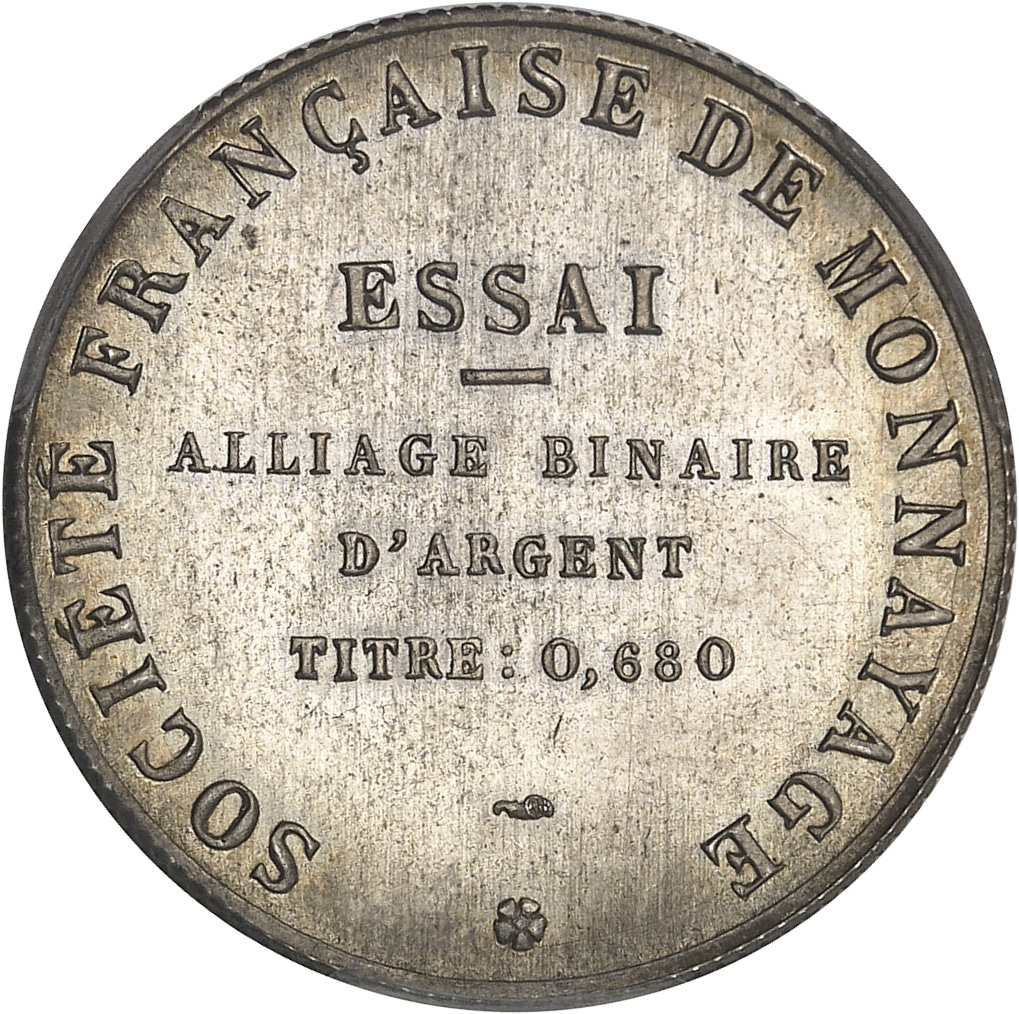 SOCIÉTÉ FRANÇAISE DE MONNAYAGE
ESSAI
ALLIAGE BINAIRE
D'ARGENT
TITRE: 0,680